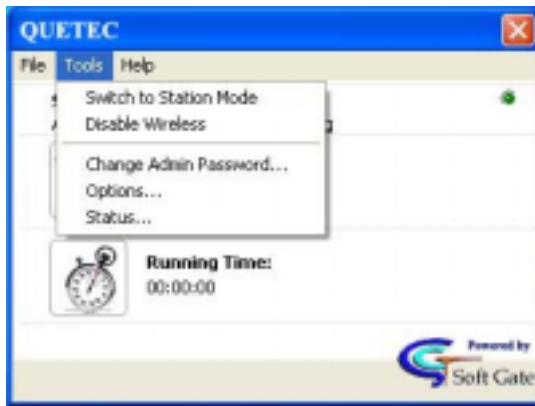 QUETEC
File Tools Help
Switch to Station Mode
Disable Wireless
Change Admin Password...
Options...
Status...
Running Time:
00:00:00
Powered by
Soft Gate